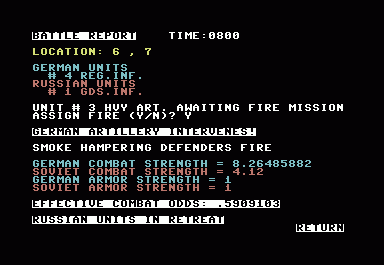 BATTLE REPORT TIME:0800
LOCATION: 6 , 7
GERMAN UNITS
# 4 REG.INF.
RUSSIAN UNITS
# 1 GDS.INF.
UNIT # 3 HVY ART. AWAITING FIRE MISSION
ASSIGN FIRE (Y/N)? Y
GERMAN ARTILLERY INTERVENES!
SMOKE HAMPERING DEFENDERS FIRE
GERMAN COMBAT STRENGTH = 8.26485882
SOVIET COMBAT STRENGTH = 4.12
GERMAN ARMOR STRENGTH = 1
SOVIET ARMOR STRENGTH = 1
EFFECTIVE COMBAT ODDS: .5909103
RUSSIAN UNITS IN RETREAT
RETURN